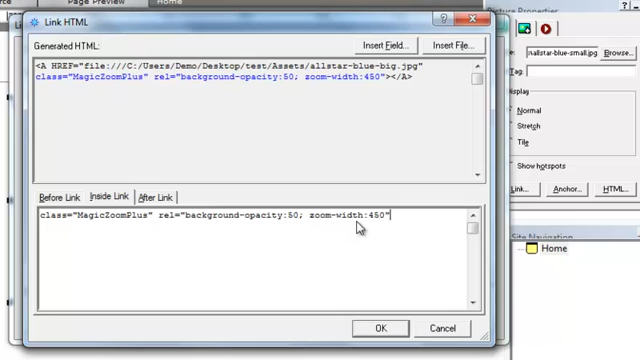 Page Preview
Home
Picture Properties
Link HTML
Generated HTML:
Insert Field...
Insert File...
<A HREF="file:///C:/Users/Demo/Desktop/test/Assets/allstar-blue-big.jpg"
class="MagicZoomPlus" rel="background-opacity:50; zoom-width:450"></A>
Before Link
Inside Link
After Link
class="MagicZoomPlus" rel="background-opacity:50; zoom-width:450"
OK
Cancel
allstar-blue-small.jpg
Browse...
Tag:
Display
Normal
Stretch
Tile
Show hotspots
Link...
Anchor...
HTML...
Site Navigation
Home